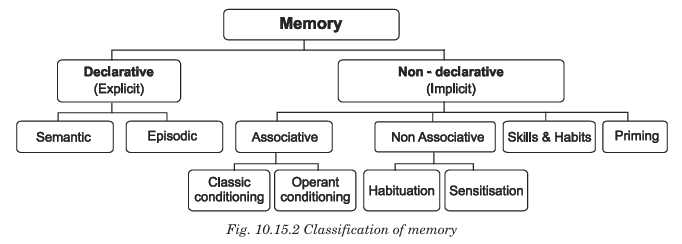 Memory
Declarative
(Explicit)
Non - declarative
(Implicit)
Semantic
Episodic
Associative
Non Associative
Skills & Habits
Priming
Classic
conditioning
Operant
conditioning
Habituation
Sensitisation
Fig. 10.15.2 Classification of memory